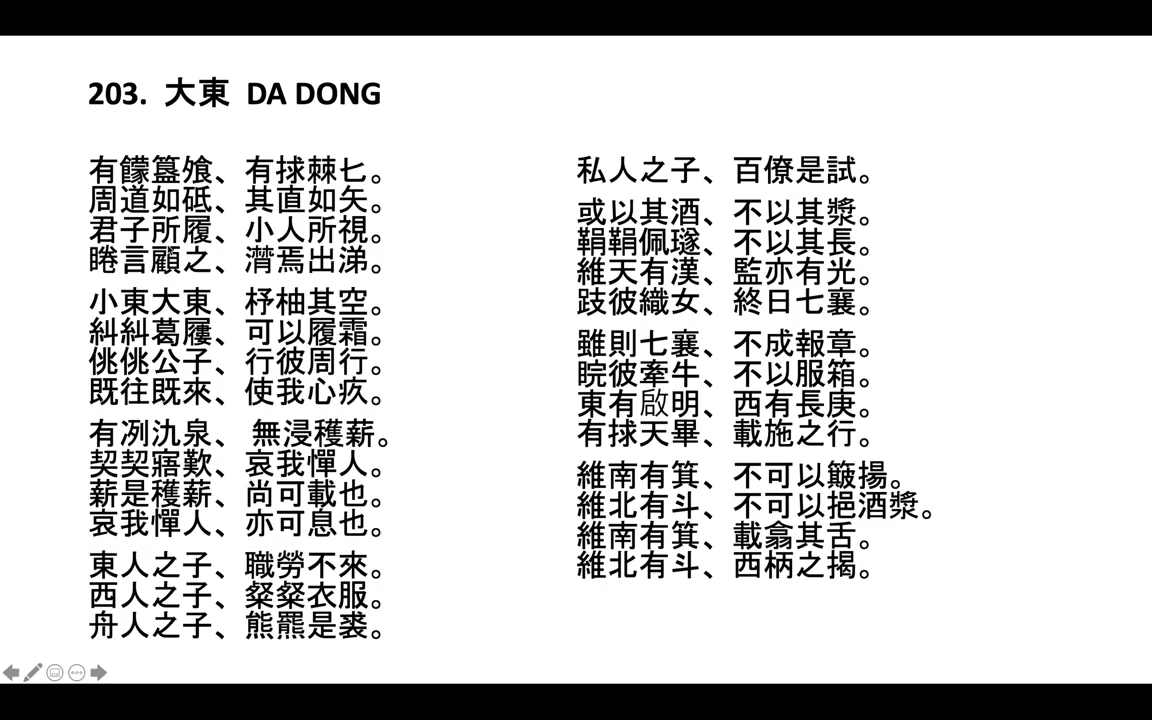 203. 大東 DA DONG
有饛簋飧、有捄棘匕。
周道如砥、其直如矢。
君子所履、小人所視。
睠言顧之、潸焉出涕。
小東大東、杼柚其空。
糾糾葛屨、可以履霜。
佻佻公子、行彼周行。
既往既來、使我心疚。
有冽氿泉、無浸穫薪。
契契寤歎、哀我憚人。
薪是穫薪、尚可載也。
哀我憚人、亦可息也。
東人之子、職勞不來。
西人之子、粲粲衣服。
舟人之子、熊羆是裘。
私人之子、百僚是試。
或以其酒、不以其漿。
鞙鞙佩璲、不以其長。
維天有漢、監亦有光。
跂彼織女、終日七襄。
雖則七襄、不成報章。
睆彼牽牛、不以服箱。
東有啟明、西有長庚。
有捄天畢、載施之行。
維南有箕、不可以簸揚。
維北有斗、不可以挹酒漿。
維南有箕、載翕其舌。
維北有斗、西柄之揭。